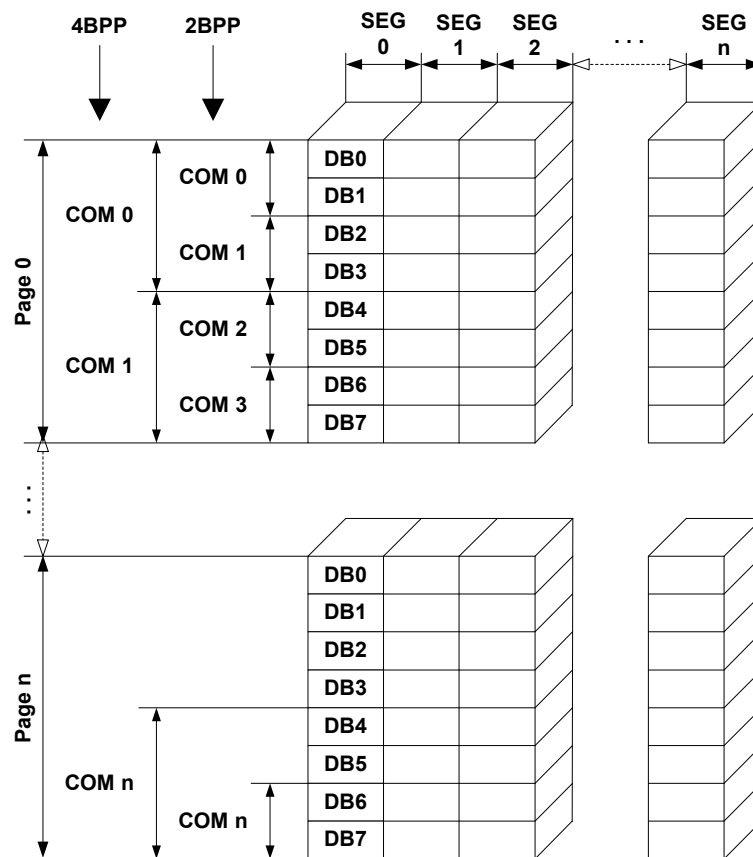 4BPP 2BPP SEG 0 SEG 1 SEG 2 . . . SEG n
Page 0
COM 0
COM 1
COM 0
COM 1
COM 2
COM 3
DB0
DB1
DB2
DB3
DB4
DB5
DB6
DB7
. . .
Page n
COM n
COM n
DB0
DB1
DB2
DB3
DB4
DB5
DB6
DB7